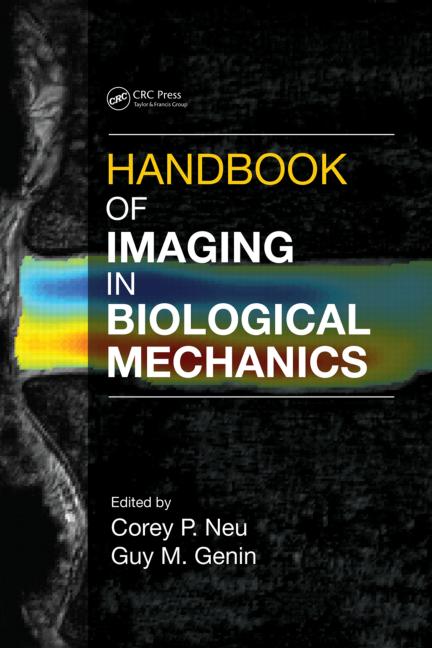 CRC
CRC Press
Taylor & Francis Group
HANDBOOK
OF
IMAGING
IN
BIOLOGICAL
MECHANICS
Edited by
Corey P. Neu
Guy M. Genin